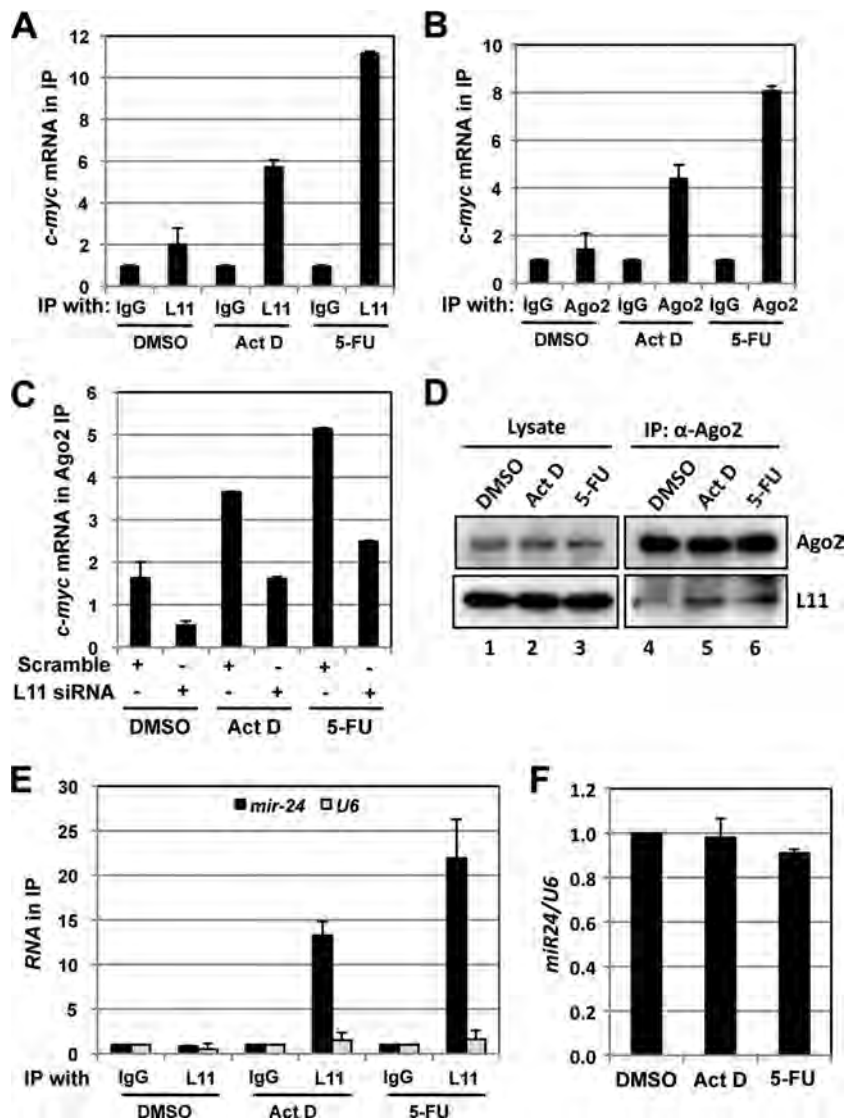 A
c-myc mRNA in IP
12
10
8
6
4
2
0
IP with: IgG L11 IgG L11 IgG L11
DMSO Act D 5-FU
B
c-myc mRNA in IP
10
8
6
4
2
0
IP with: IgG Ago2 IgG Ago2 IgG Ago2
DMSO Act D 5-FU
C
c-myc mRNA in Ago2 IP
6
5
4
3
2
1
0
Scramble + - + - + -
L11 siRNA - + - + - +
DMSO Act D 5-FU
D
Lysate IP: α-Ago2
DMSO Act D 5-FU DMSO Act D 5-FU
Ago2
L11
1 2 3 4 5 6
E
RNA in IP
30
25
20
15
10
5
0
mir-24 U6
IP with IgG L11 IgG L11 IgG L11
DMSO Act D 5-FU
F
miR24/U6
1.2
1.0
0.8
0.6
0.4
0.2
0.0
DMSO Act D 5-FU